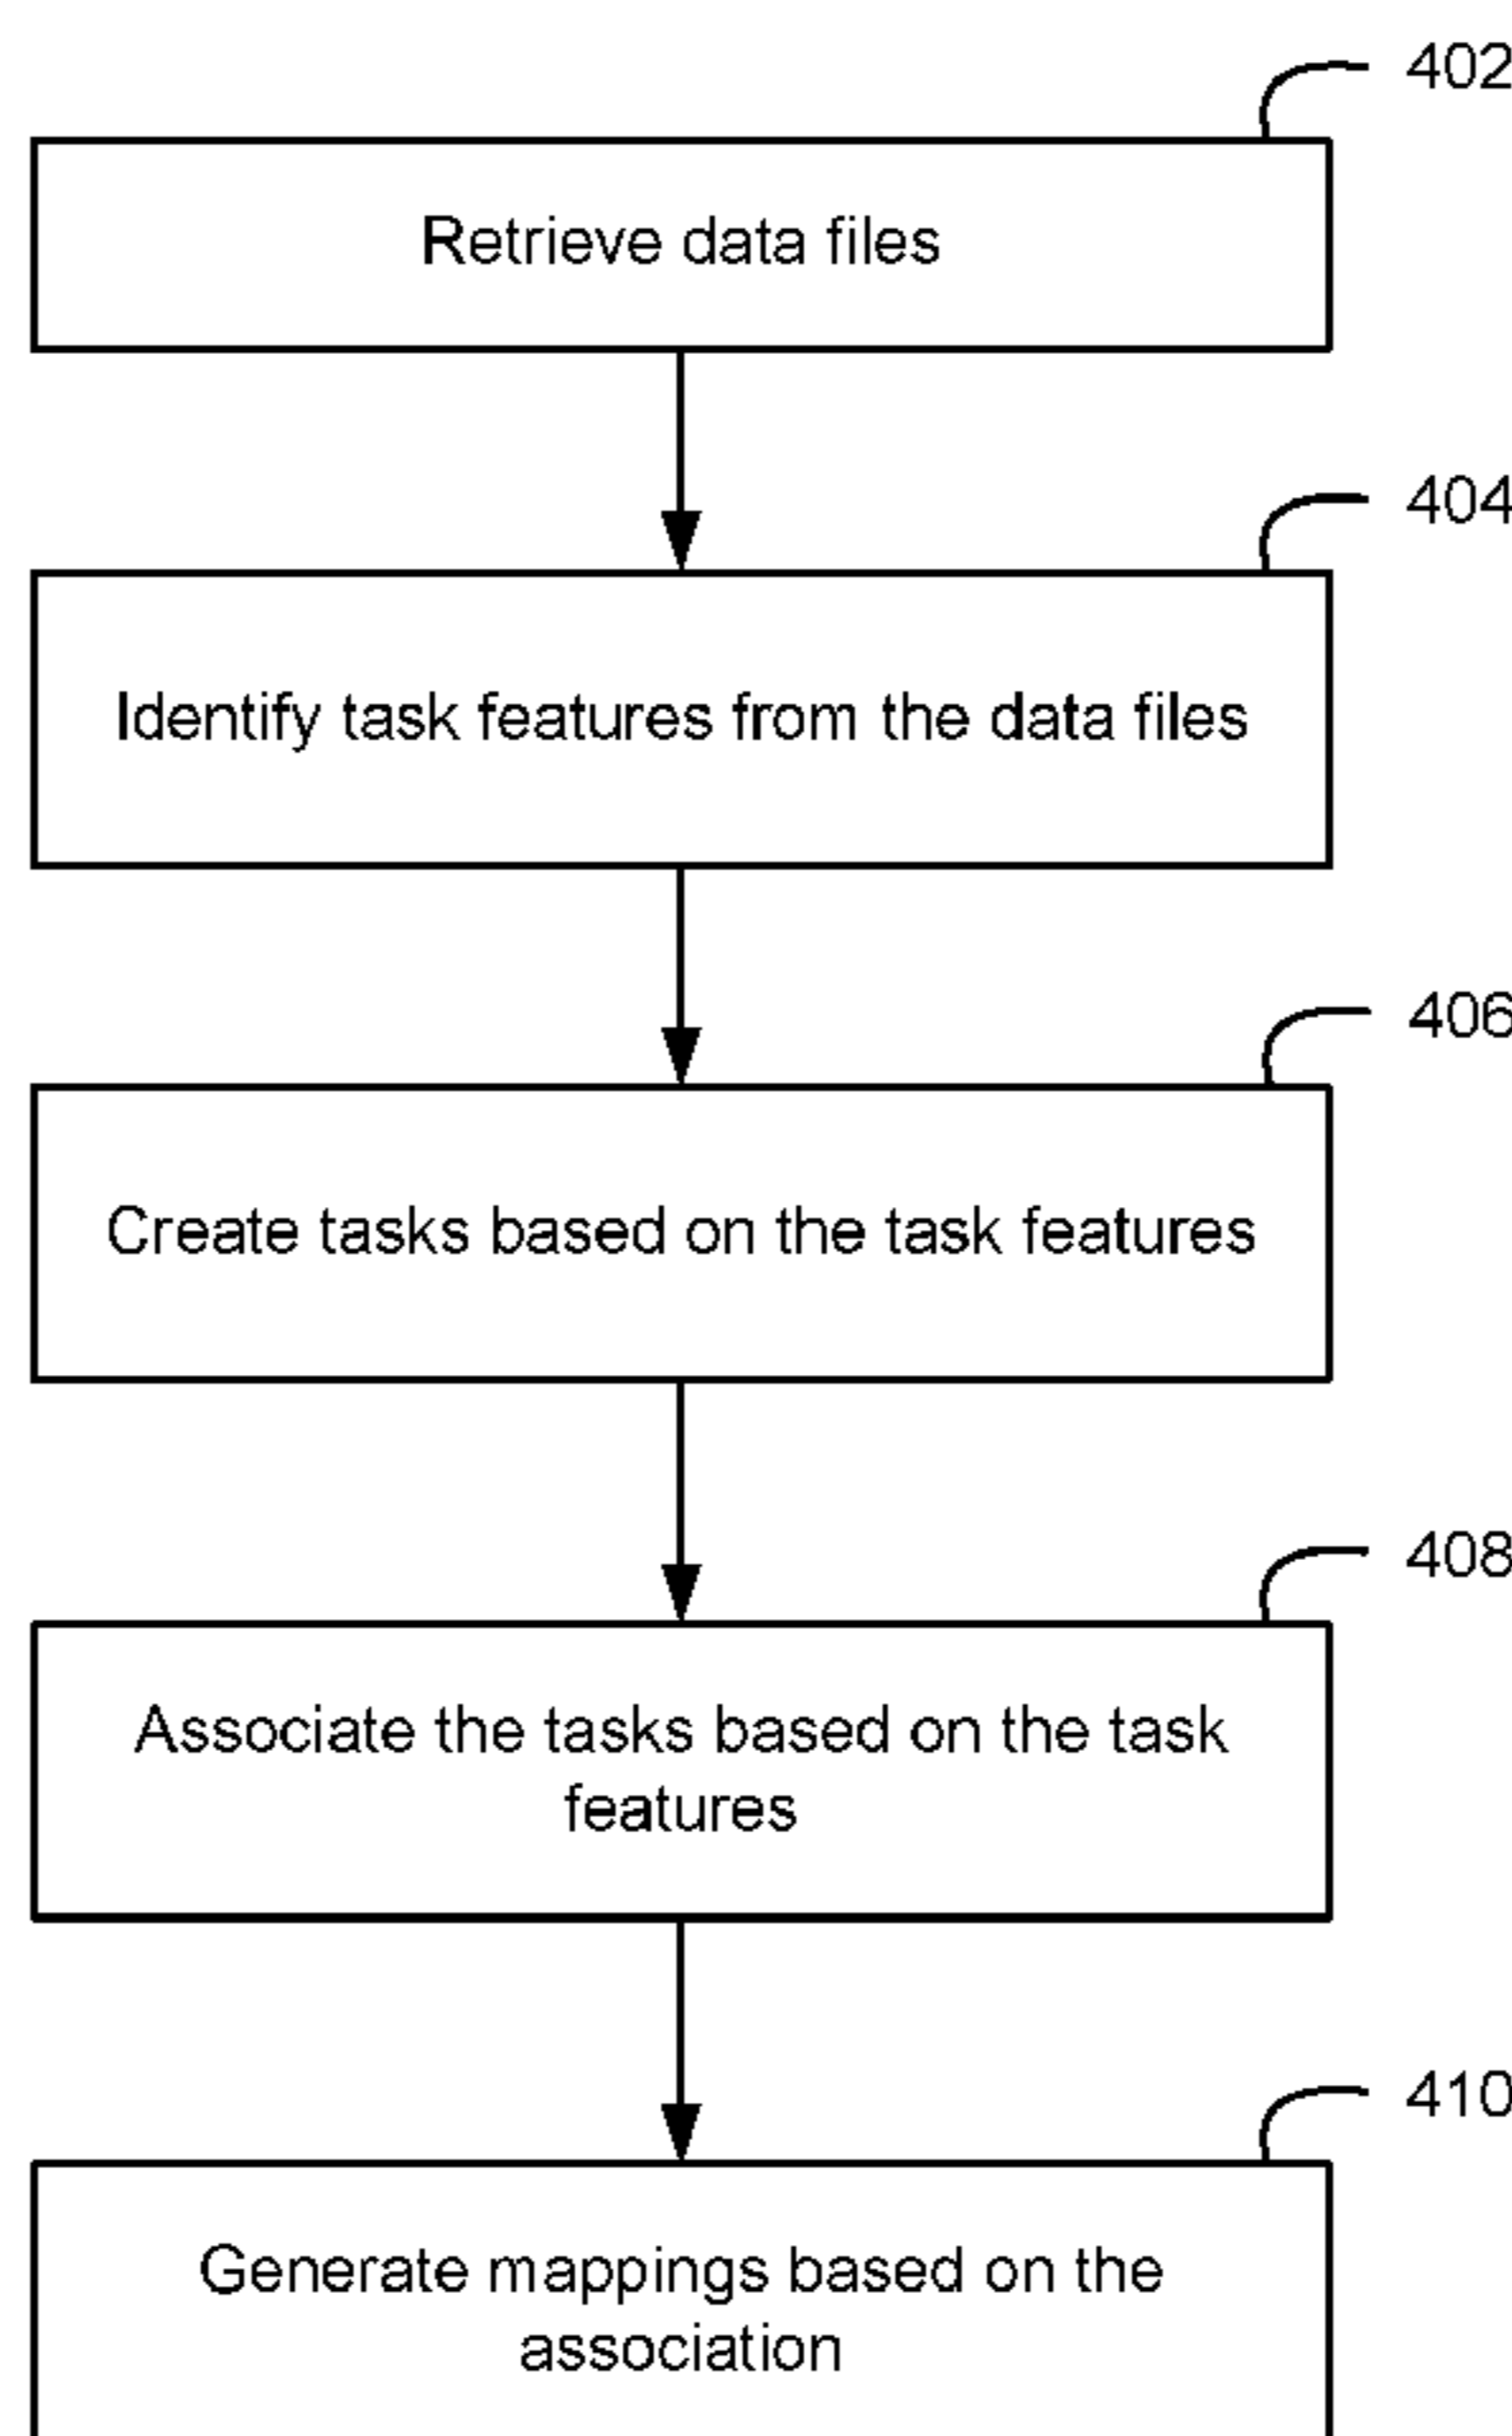 402
Retrieve data files
404
Identify task features from the data files
406
Create tasks based on the task features
408
Associate the tasks based on the task
features
410
Generate mappings based on the
association